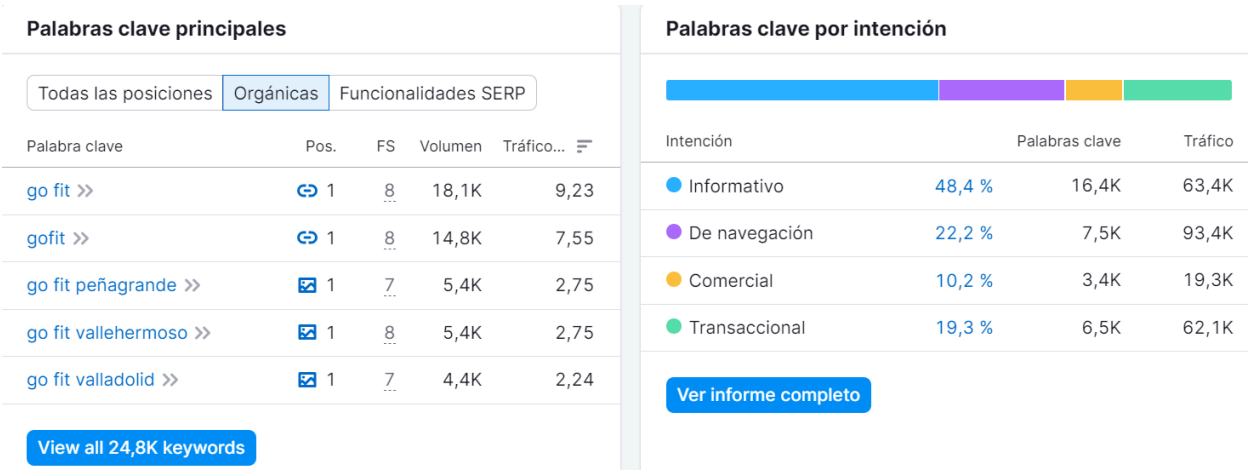 Palabras clave principales
Todas las posiciones Orgánicas Funcionalidades SERP
Palabra clave Pos. FS Volumen Tráfico...
go fit 1 8 18,1K 9,23
gofit 1 8 14,8K 7,55
go fit peñagrande 1 7 5,4K 2,75
go fit vallehermoso 1 8 5,4K 2,75
go fit valladolid 1 7 4,4K 2,24
View all 24,8K keywords
Palabras clave por intención
Intención Palabras clave Tráfico
Informativo 48,4 % 16,4K 63,4K
De navegación 22,2 % 7,5K 93,4K
Comercial 10,2 % 3,4K 19,3K
Transaccional 19,3 % 6,5K 62,1K
Ver informe completo